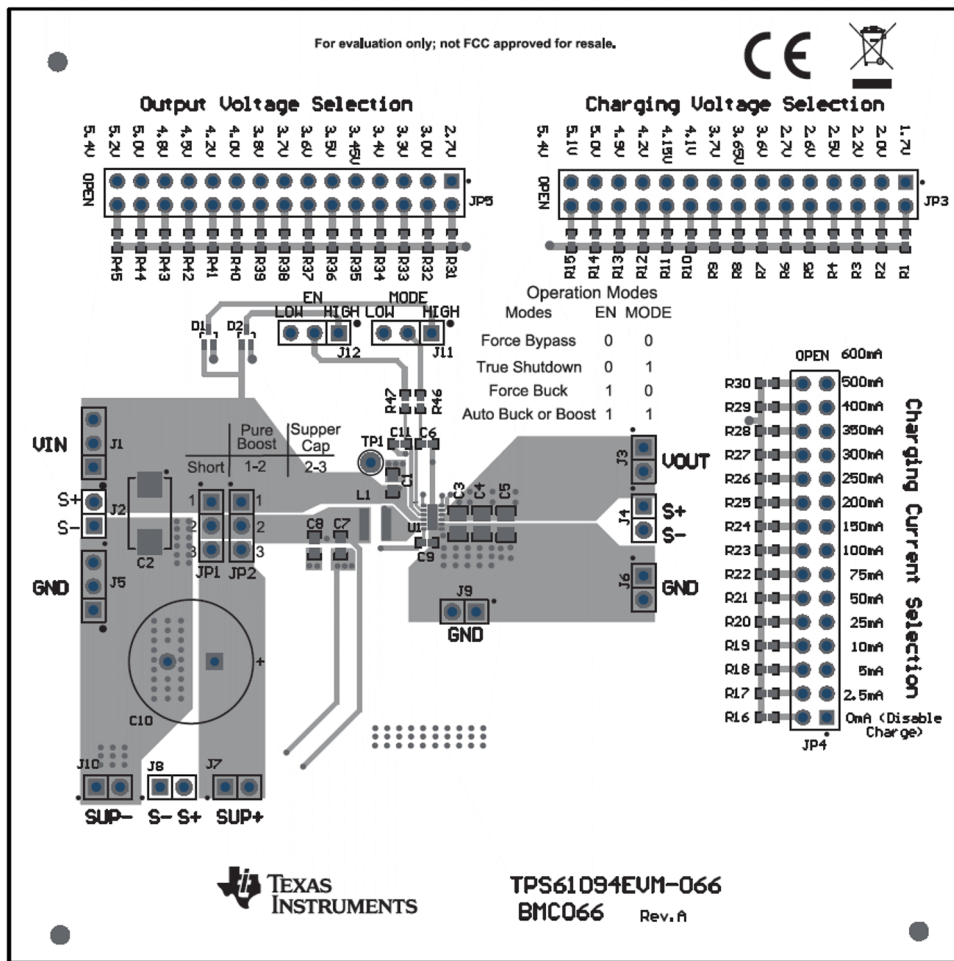 For evaluation only; not FCC approved for resale.
CE
Output Voltage Selection
5.4V 5.2V 5.0V 4.8V 4.5V 4.2V 4.0V 3.8V 3.7V 3.6V 3.5V 3.45V 3.4V 3.3V 3.0V 2.7V
OPEN
JP5
R45 R44 R43 R42 R41 R40 R39 R38 R37 R36 R35 R34 R33 R32 R31
Charging Voltage Selection
5.4V 5.1V 5.0V 4.9V 4.2V 4.15V 4.1V 3.7V 3.65V 3.6V 2.7V 2.6V 2.5V 2.2V 2.0V 1.7V
OPEN
JP3
R15 R14 R13 R12 R11 R10 R9 R8 R7 R6 R5 R4 R3 R2 R1
EN
LOW HIGH
J12
MODE
LOW HIGH
J11
D1 D2
Operation Modes
Modes EN MODE
Force Bypass 0 0
True Shutdown 0 1
Force Buck 1 0
Auto Buck or Boost 1 1
R47 R46
C11 C6
TP1
C1
L1
U1
C3 C4 C5
C9
C8 C7
VIN
J1
S+
J2
S-
C2
GND
J5
Pure Boost
Supper Cap
Short 1-2 2-3
1 1
2 2
3 3
JP1 JP2
J3
VOUT
J4
S+
S-
J6
GND
J9
GND
C10
+
J10
SUP-
J8
S- S+
J7
SUP+
OPEN 600mA
R30 500mA
R29 400mA
R28 350mA
R27 300mA
R26 250mA
R25 200mA
R24 150mA
R23 100mA
R22 75mA
R21 50mA
R20 25mA
R19 10mA
R18 5mA
R17 2.5mA
R16 0mA (Disable Charge)
JP4
Charging Current Selection
TEXAS
INSTRUMENTS
TPS61094EVM-066
BMC066 Rev.A